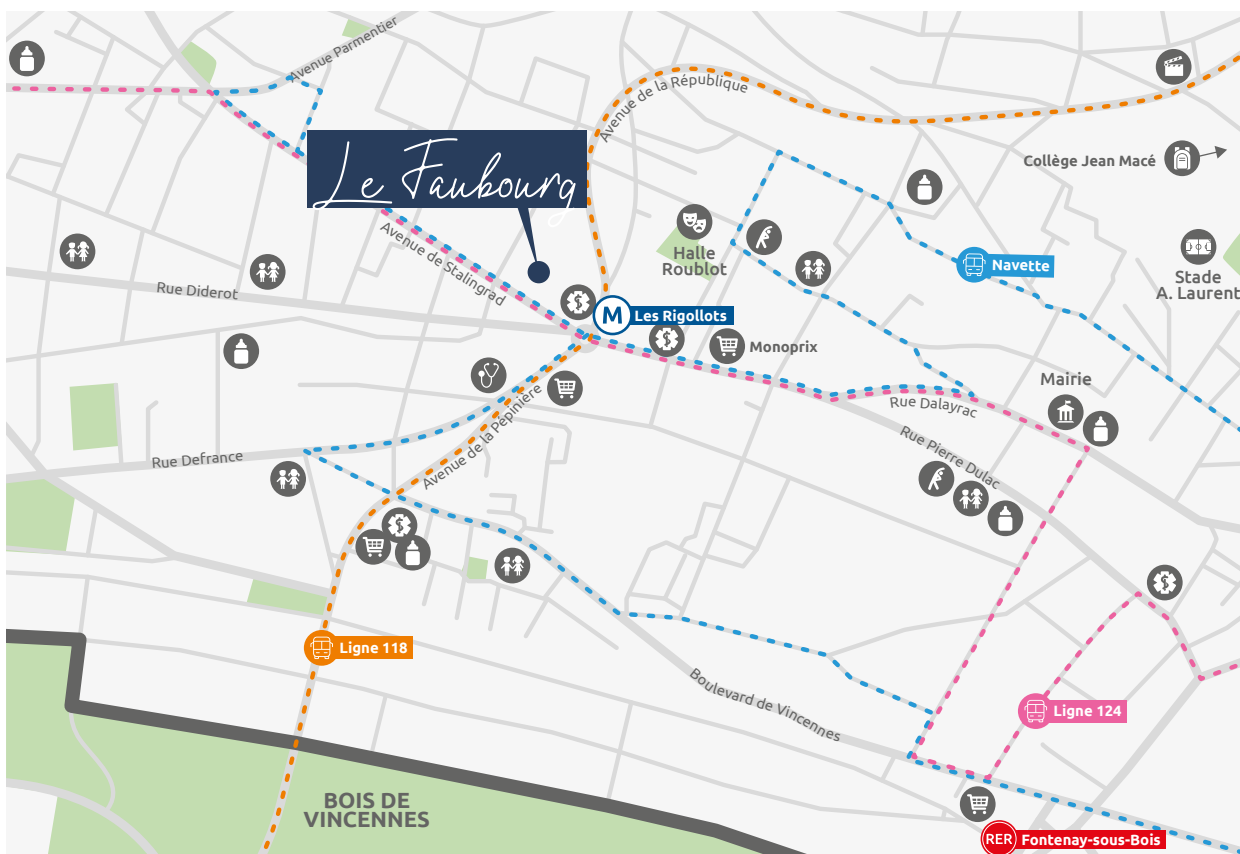 Avenue Parmentier
Avenue de la République
Collège Jean Macé
Le Faubourg
Halle
Roublot
Navette
Avenue de Stalingrad
Stade
A. Laurent
Rue Diderot
M
Les Rigollots
Monoprix
Mairie
Rue Dalayrac
Avenue de la Pépinière
Rue Defrance
Rue Pierre Dulac
Ligne 118
Boulevard de Vincennes
Ligne 124
BOIS DE
VINCENNES
RER
Fontenay-sous-Bois